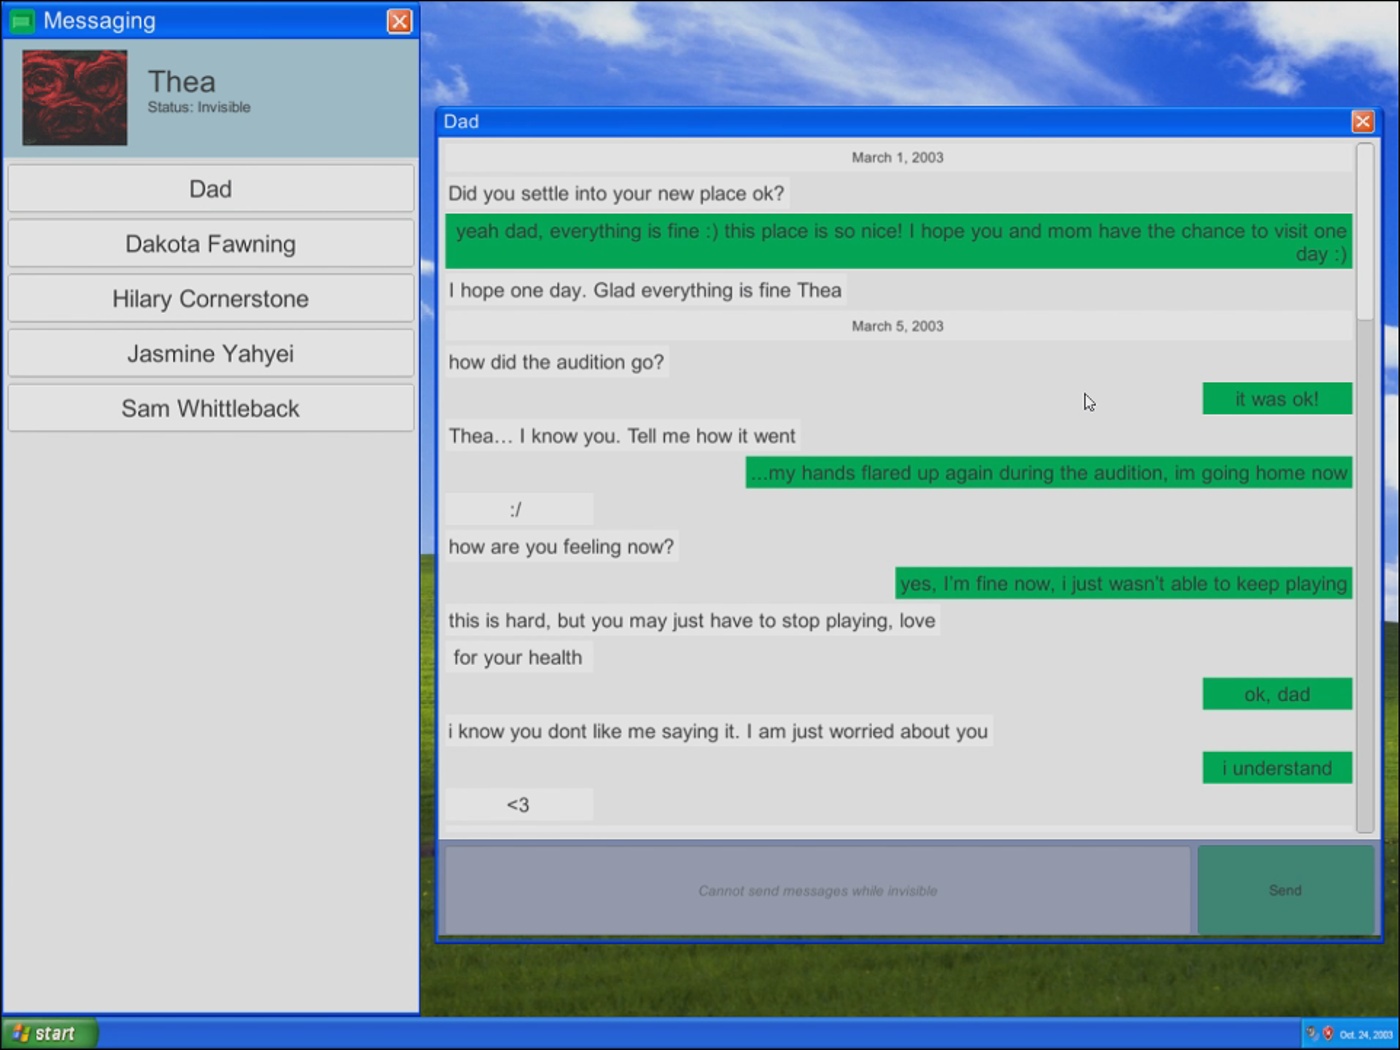 Messaging
Thea
Status: Invisible
Dad
Dakota Fawning
Hilary Cornerstone
Jasmine Yahyei
Sam Whittleback
Dad
March 1, 2003
Did you settle into your new place ok?
yeah dad, everything is fine :) this place is so nice! I hope you and mom have the chance to visit one
day :)
I hope one day. Glad everything is fine Thea
March 5, 2003
how did the audition go?
it was ok!
Thea... I know you. Tell me how it went
...my hands flared up again during the audition, im going home now
:/
how are you feeling now?
yes, I'm fine now, i just wasn't able to keep playing
this is hard, but you may just have to stop playing, love
for your health
ok, dad
i know you dont like me saying it. I am just worried about you
i understand
<3
Cannot send messages while invisible
Send
start
Oct. 24, 2003